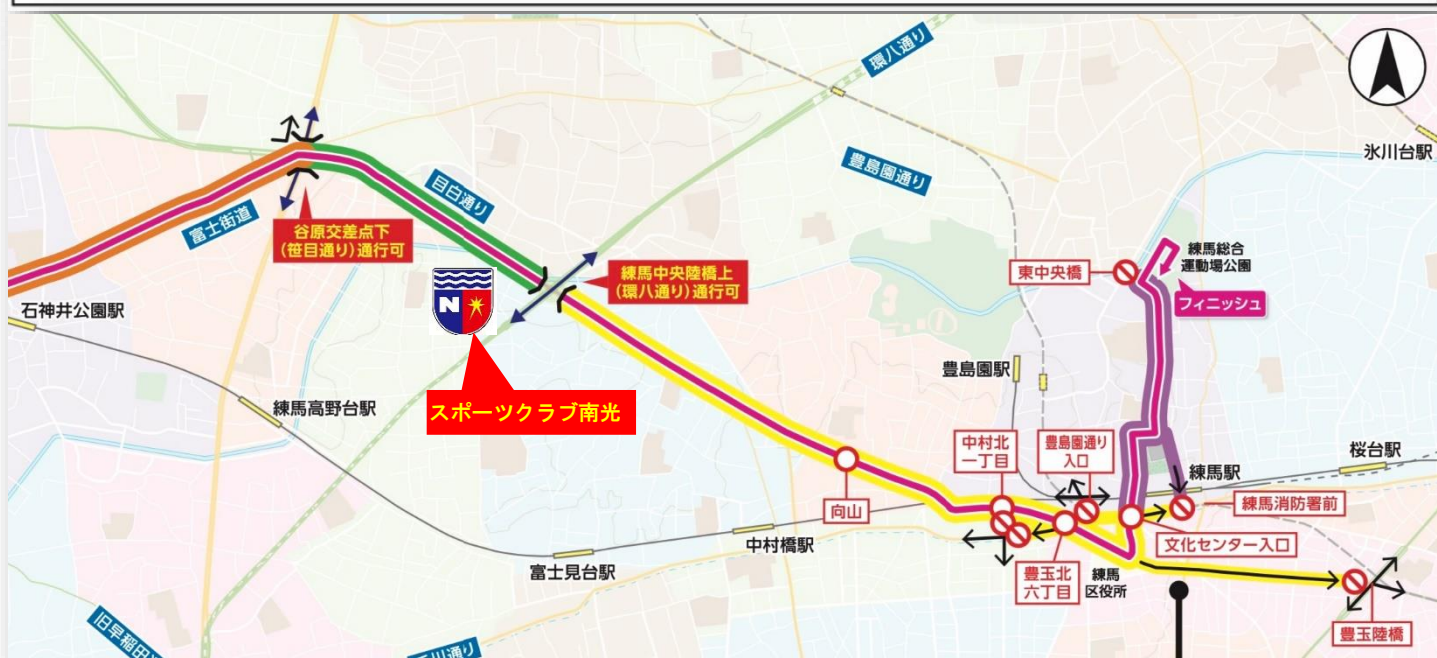 環八通り
氷川台駅
豊島園通り
目白通り
富士街道
谷原交差点下
(笹目通り)通行可
練馬中央陸橋上
(環八通り)通行可
東中央橋
練馬総合
運動場公園
フィニッシュ
石神井公園駅
N
スポーツクラブ南光
豊島園駅
練馬高野台駅
中村北
一丁目
豊島園通り
入口
桜台駅
練馬駅
向山
練馬消防署前
中村橋駅
文化センター入口
富士見台駅
豊玉北
六丁目
練馬
区役所
豊玉陸橋
旧早稲田
川通り